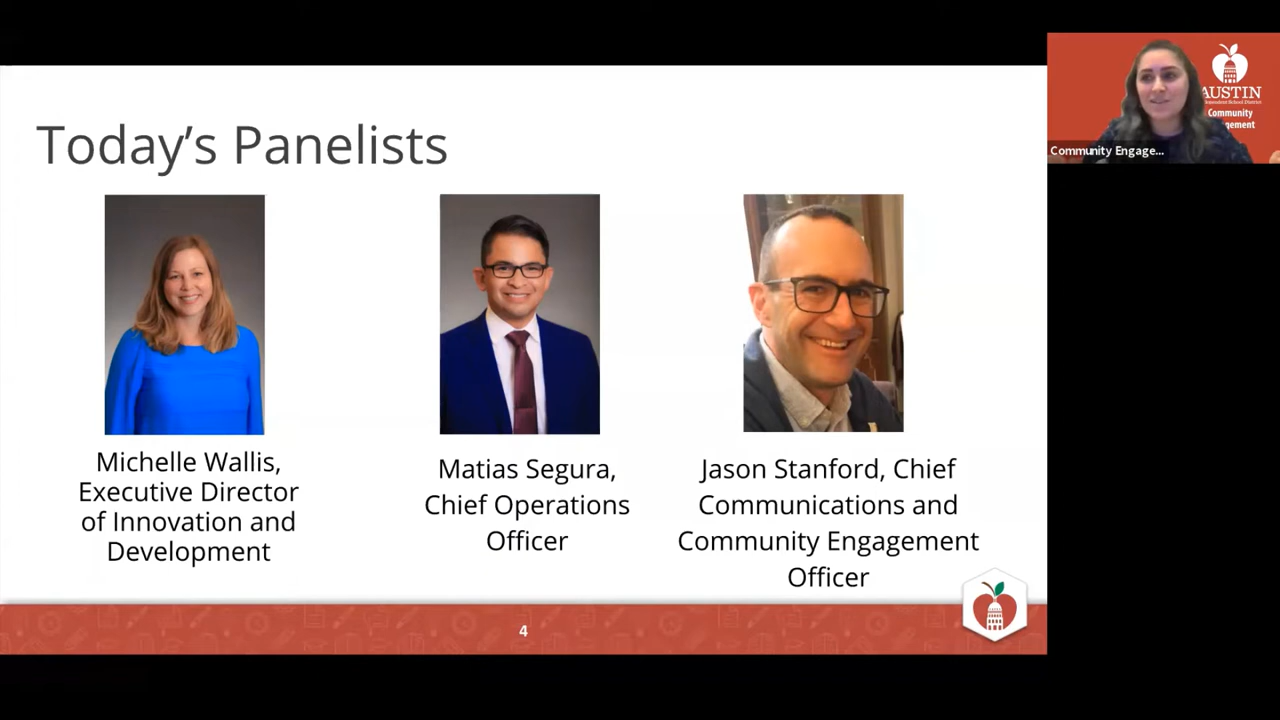 Today's Panelists
Michelle Wallis,
Executive Director
of Innovation and
Development
Matias Segura,
Chief Operations
Officer
Jason Stanford, Chief
Communications and
Community Engagement
Officer
4
AUSTIN
Community
Community Engage...